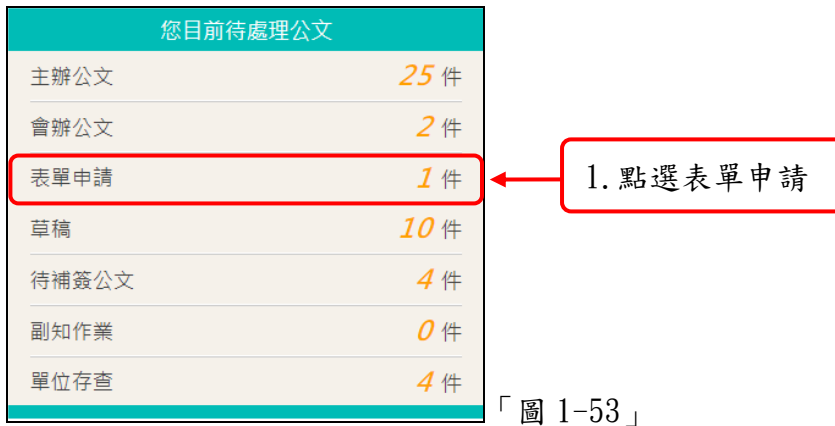 您目前待處理公文
主辦公文 25 件
會辦公文 2 件
表單申請 1 件
1.點選表單申請
草稿 10 件
待補簽公文 4 件
副知作業 0 件
單位存查 4 件
「圖 1-53」